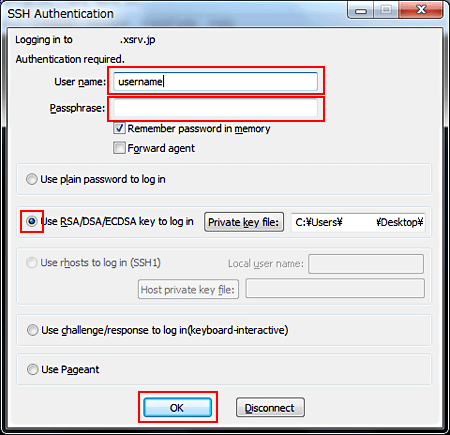 SSH Authentication
Logging in to .xsrv.jp
Authentication required.
User name: username
Passphrase:
Remember password in memory
Forward agent
Use plain password to log in
Use RSA/DSA/ECDSA key to log in Private key file: C:¥Users¥ ¥Desktop¥
Use rhosts to log in (SSH1) Local user name:
Host private key file:
Use challenge/response to log in(keyboard-interactive)
Use Pageant
OK Disconnect